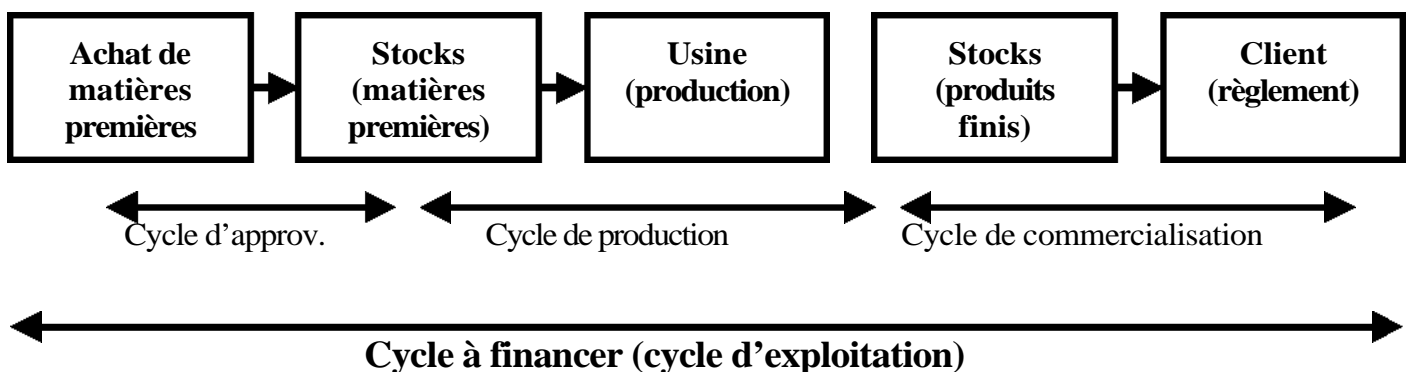 Achat de
matières
premières
Stocks
(matières
premières)
Usine
(production)
Stocks
(produits
finis)
Client
(règlement)
Cycle d’approv.
Cycle de production
Cycle de commercialisation
Cycle à financer (cycle d’exploitation)